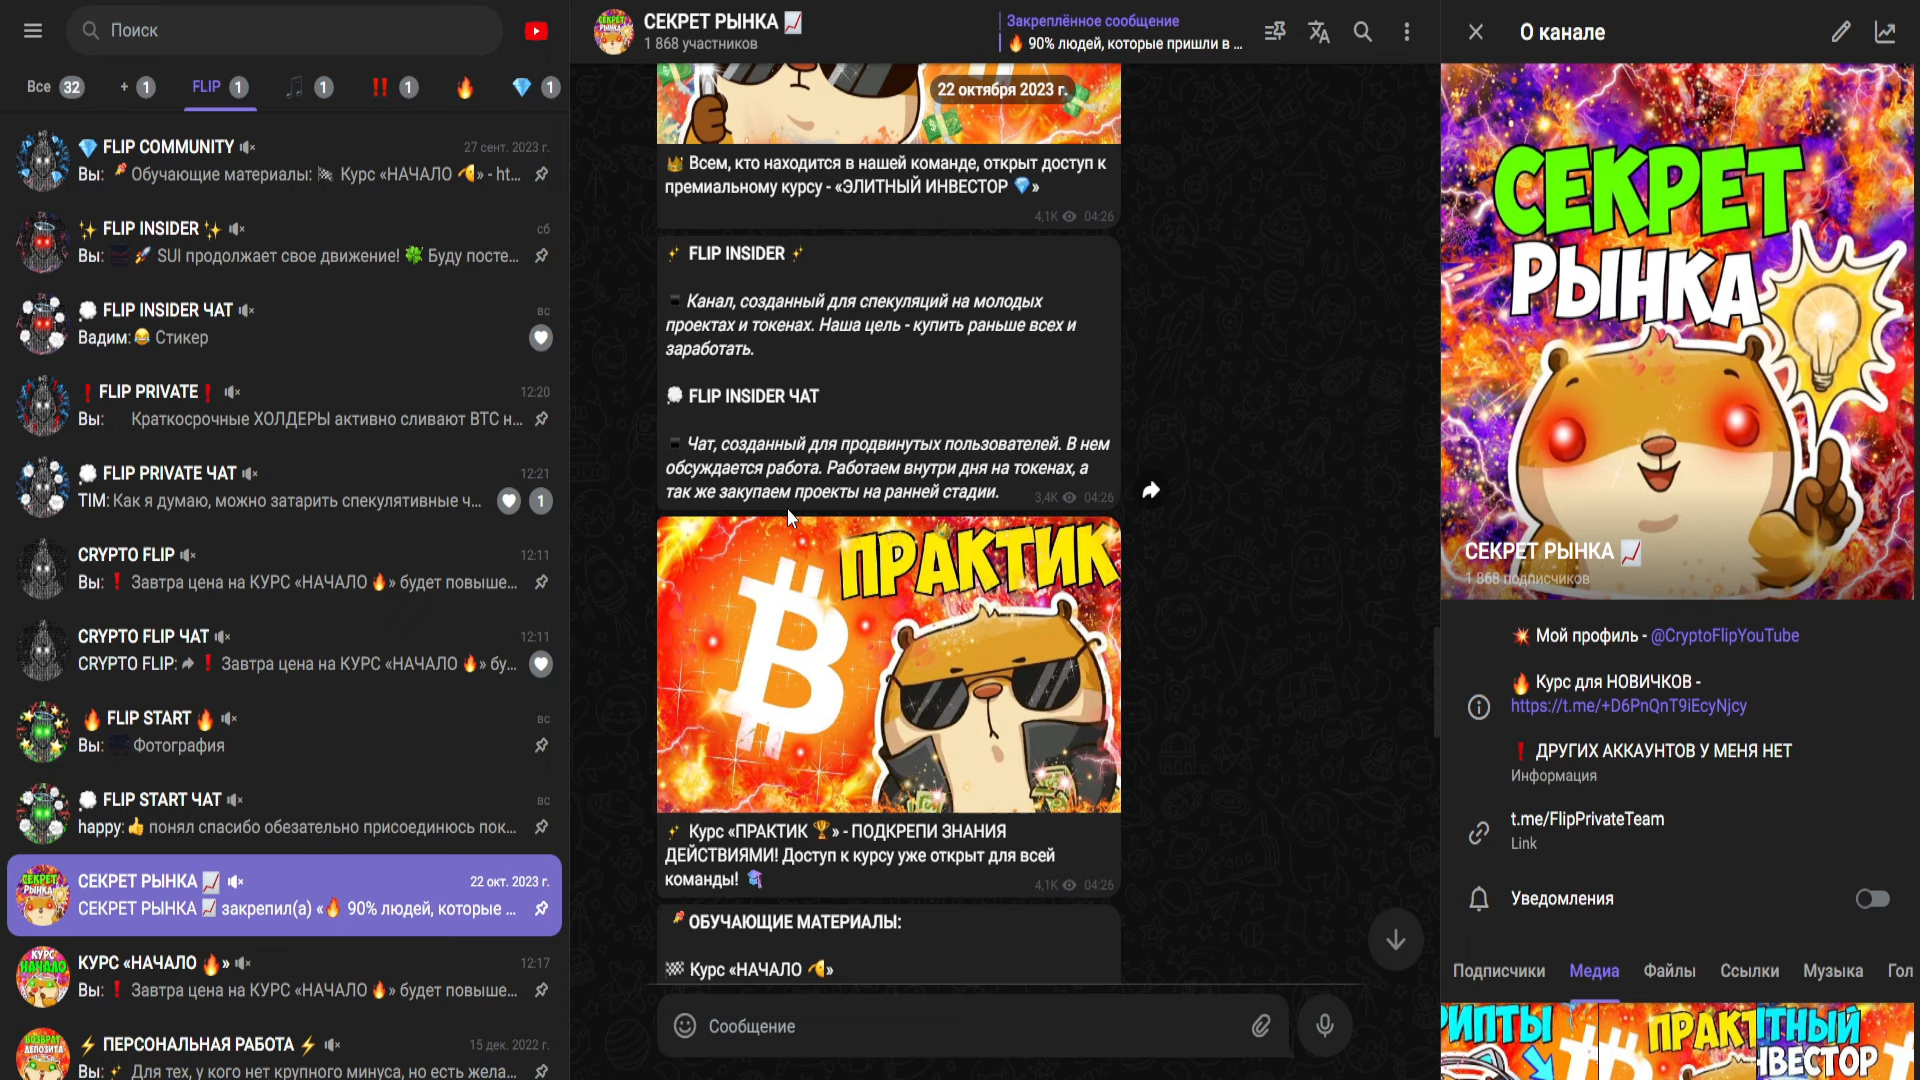 Поиск
Все 32
+ 1
FLIP 1
1
1
1
FLIP COMMUNITY
27 сент. 2023 г.
Вы: Обучающие материалы: Курс «НАЧАЛО » - ht...
FLIP INSIDER
сб
Вы: SUI продолжает свое движение! Буду посте...
FLIP INSIDER ЧАТ
вс
Вадим: Стикер
FLIP PRIVATE
12:20
Вы: Краткосрочные ХОЛДЕРЫ активно сливают BTC н...
FLIP PRIVATE ЧАТ
12:21
TIM: Как я думаю, можно затарить спекулятивные ч...
1
CRYPTO FLIP
12:11
Вы: Завтра цена на КУРС «НАЧАЛО » будет повыше...
CRYPTO FLIP ЧАТ
12:11
CRYPTO FLIP: Завтра цена на КУРС «НАЧАЛО » бу...
FLIP START
вс
Вы: Фотография
FLIP START ЧАТ
вс
happy: понял спасибо обезательно присоединюсь пок...
СЕКРЕТ РЫНКА
22 окт. 2023 г.
СЕКРЕТ РЫНКА закрепил(а) « 90% людей, которые ...
КУРС «НАЧАЛО »
12:17
Вы: Завтра цена на КУРС «НАЧАЛО » будет повыше...
ПЕРСОНАЛЬНАЯ РАБОТА
15 дек. 2022 г.
Вы: Для тех, у кого нет крупного минуса, но есть жела...
СЕКРЕТ РЫНКА
1 868 участников
Закреплённое сообщение
90% людей, которые пришли в ...
22 октября 2023 г.
Всем, кто находится в нашей команде, открыт доступ к
премиальному курсу - «ЭЛИТНЫЙ ИНВЕСТОР »
4,1K 04:26
FLIP INSIDER
Канал, созданный для спекуляций на молодых
проектах и токенах. Наша цель - купить раньше всех и
заработать.
FLIP INSIDER ЧАТ
Чат, созданный для продвинутых пользователей. В нем
обсуждается работа. Работаем внутри дня на токенах, а
так же закупаем проекты на ранней стадии.
3,4K 04:26
ПРАКТИК
Курс «ПРАКТИК » - ПОДКРЕПИ ЗНАНИЯ
ДЕЙСТВИЯМИ! Доступ к курсу уже открыт для всей
команды!
4,1K 04:26
ОБУЧАЮЩИЕ МАТЕРИАЛЫ:
Курс «НАЧАЛО »
Сообщение
О канале
СЕКРЕТ
РЫНКА
СЕКРЕТ РЫНКА
1 868 подписчиков
Мой профиль - @CryptoFlipYouTube
Курс для НОВИЧКОВ -
https://t.me/+D6PnQnT9iEcyNjcy
ДРУГИХ АККАУНТОВ У МЕНЯ НЕТ
Информация
t.me/FlipPrivateTeam
Link
Уведомления
Подписчики Медиа Файлы Ссылки Музыка Гол